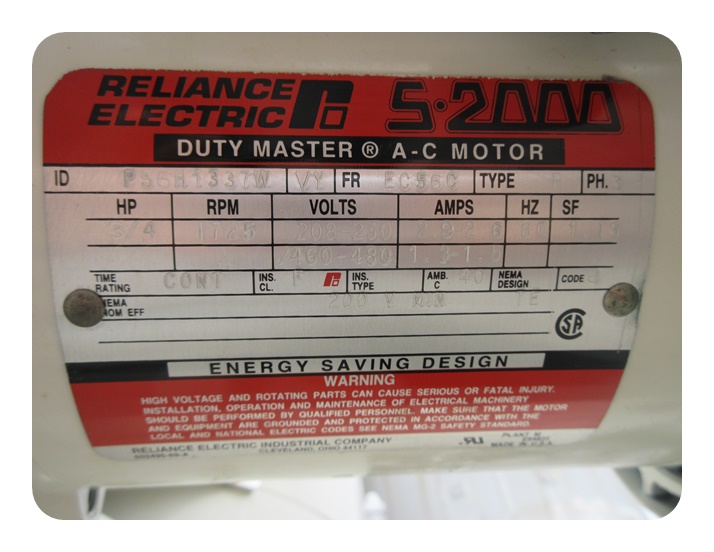 RELIANCE
ELECTRIC
S·2000
DUTY MASTER® A-C MOTOR
ID P56H1337W VY FR EC56C TYPE PH. 3
HP RPM VOLTS AMPS HZ SF
3/4 1725 60
TIME RATING CONT INS. CL. F INS. TYPE AMB. C 40 NEMA DESIGN CODE
NOM EFF 200 V MIN TE
ENERGY SAVING DESIGN
WARNING
HIGH VOLTAGE AND ROTATING PARTS CAN CAUSE SERIOUS OR FATAL INJURY.
INSTALLATION, OPERATION AND MAINTENANCE OF ELECTRICAL MACHINERY
SHOULD BE PERFORMED BY QUALIFIED PERSONNEL. MAKE SURE THAT THE MOTOR
AND EQUIPMENT ARE GROUNDED AND PROTECTED IN ACCORDANCE WITH THE
LOCAL AND NATIONAL ELECTRIC CODES SEE NEMA MG-2 SAFETY STANDARD.
RELIANCE ELECTRIC INDUSTRIAL COMPANY
CLEVELAND, OHIO 44117
MADE IN U.S.A.